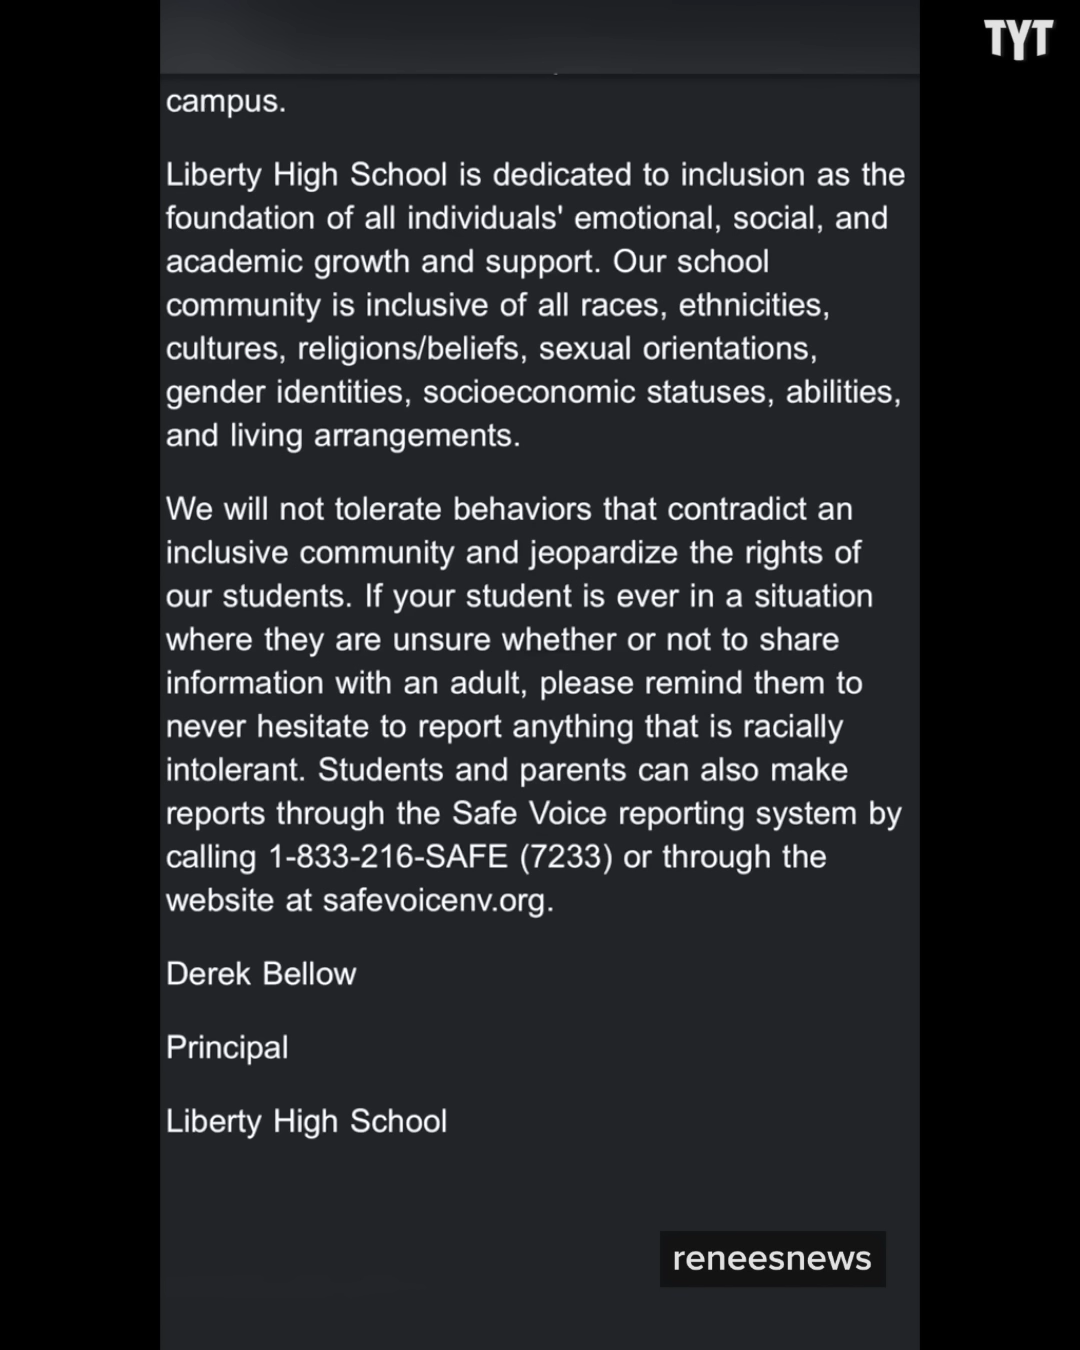 TYT
campus.
Liberty High School is dedicated to inclusion as the
foundation of all individuals' emotional, social, and
academic growth and support. Our school
community is inclusive of all races, ethnicities,
cultures, religions/beliefs, sexual orientations,
gender identities, socioeconomic statuses, abilities,
and living arrangements.
We will not tolerate behaviors that contradict an
inclusive community and jeopardize the rights of
our students. If your student is ever in a situation
where they are unsure whether or not to share
information with an adult, please remind them to
never hesitate to report anything that is racially
intolerant. Students and parents can also make
reports through the Safe Voice reporting system by
calling 1-833-216-SAFE (7233) or through the
website at safevoicenv.org.
Derek Bellow
Principal
Liberty High School
reneesnews